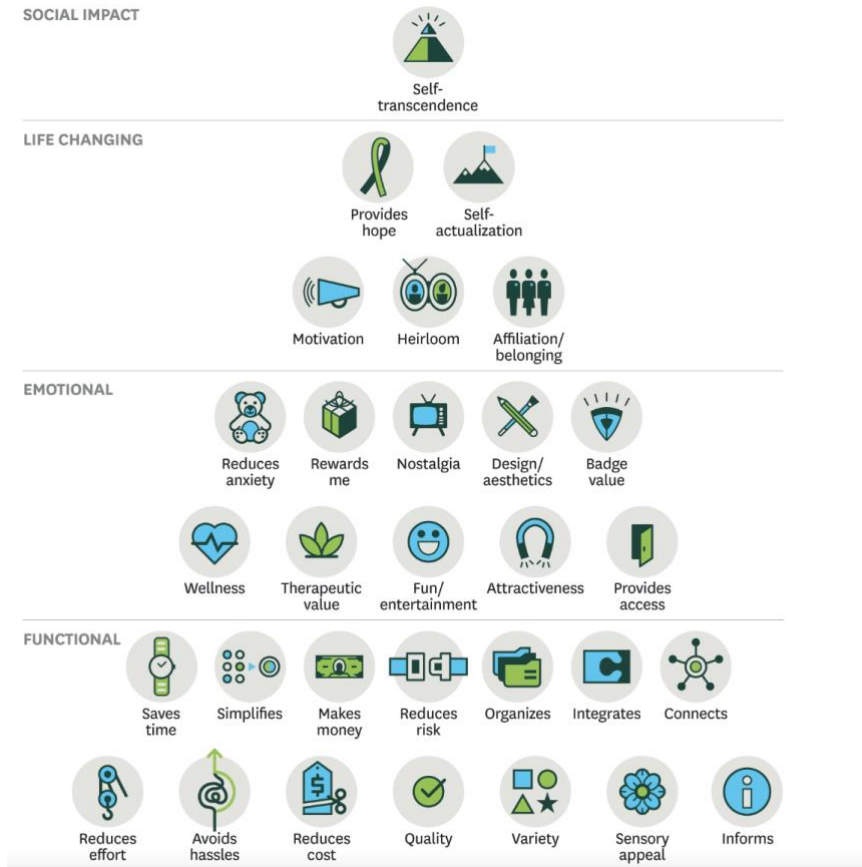 SOCIAL IMPACT
Self-
transcendence
LIFE CHANGING
Provides
hope
Self-
actualization
Motivation
Heirloom
Affiliation/
belonging
EMOTIONAL
Reduces
anxiety
Rewards
me
Nostalgia
Design/
aesthetics
Badge
value
Wellness
Therapeutic
value
Fun/
entertainment
Attractiveness
Provides
access
FUNCTIONAL
Saves
time
Simplifies
Makes
money
Reduces
risk
Organizes
Integrates
Connects
$
i
Reduces
effort
Avoids
hassles
Reduces
cost
Quality
Variety
Sensory
appeal
Informs